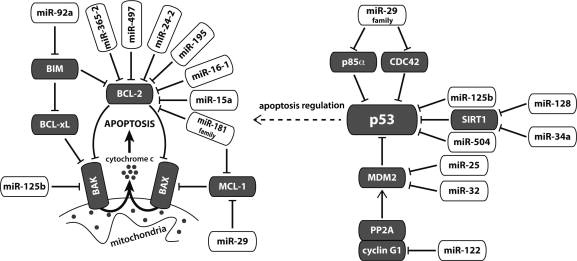 miR-92a
miR-365-2
miR-497
miR-24-2
miR-195
miR-16-1
miR-15a
miR-181
family
BIM
BCL-2
BCL-xL
APOPTOSIS
cytochrome c
BAK
BAX
MCL-1
miR-125b
mitochondria
miR-29
apoptosis regulation
miR-29
family
p85α
CDC42
p53
miR-125b
SIRT1
miR-128
miR-504
miR-34a
miR-25
MDM2
miR-32
PP2A
cyclin G1
miR-122